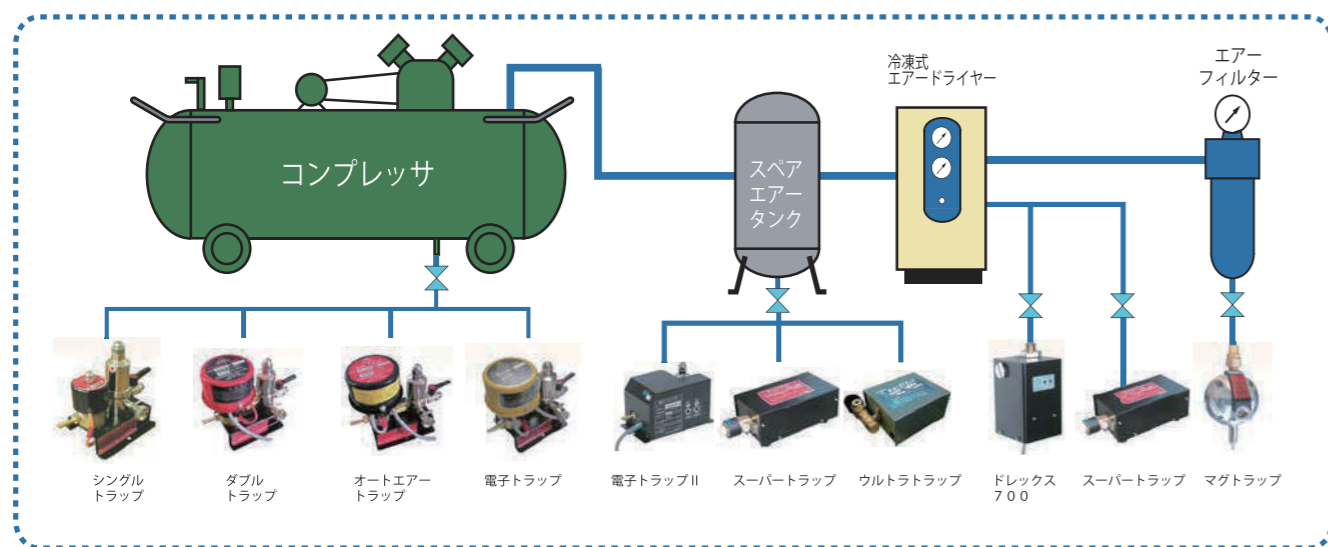 コンプレッサ
スペア
エアー
タンク
冷凍式
エアードライヤー
エアー
フィルター
シングル
トラップ
ダブル
トラップ
オートエアー
トラップ
電子トラップ
電子トラップⅡ
スーパートラップ
ウルトラトラップ
ドレックス
７００
スーパートラップ
マグトラップ